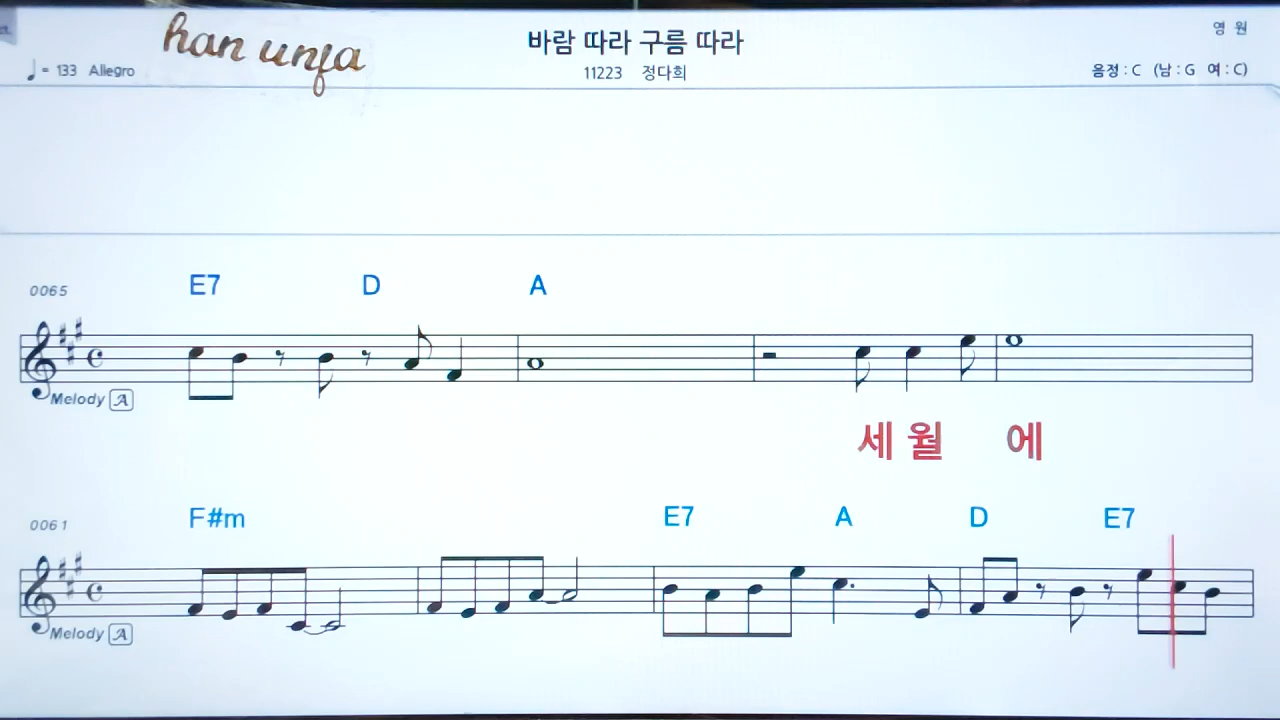 han unja
바람 따라 구름 따라
영 원
= 133 Allegro
11223 정다희
음정 : C (남 : G 여 : C)
E7 D A
0065
Melody A
세 월 에
F#m E7 A D E7
0061
Melody A